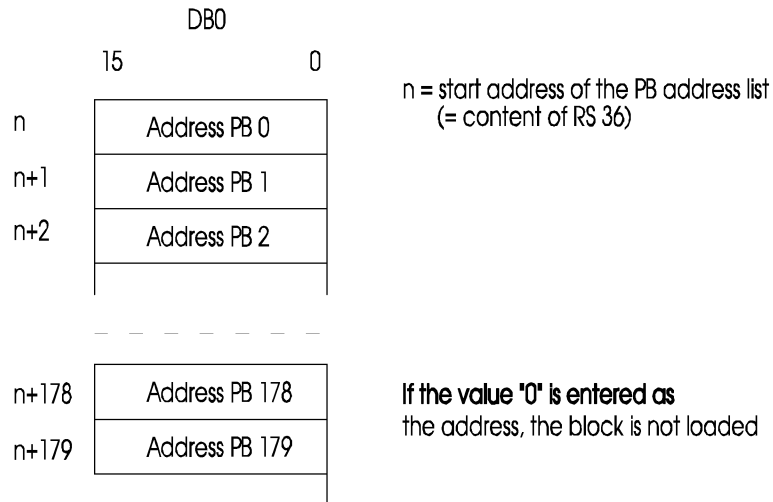 DB0
15 0
n = start address of the PB address list
(= content of RS 36)
n Address PB 0
n+1 Address PB 1
n+2 Address PB 2
n+178 Address PB 178
n+179 Address PB 179
If the value "0" is entered as
the address, the block is not loaded